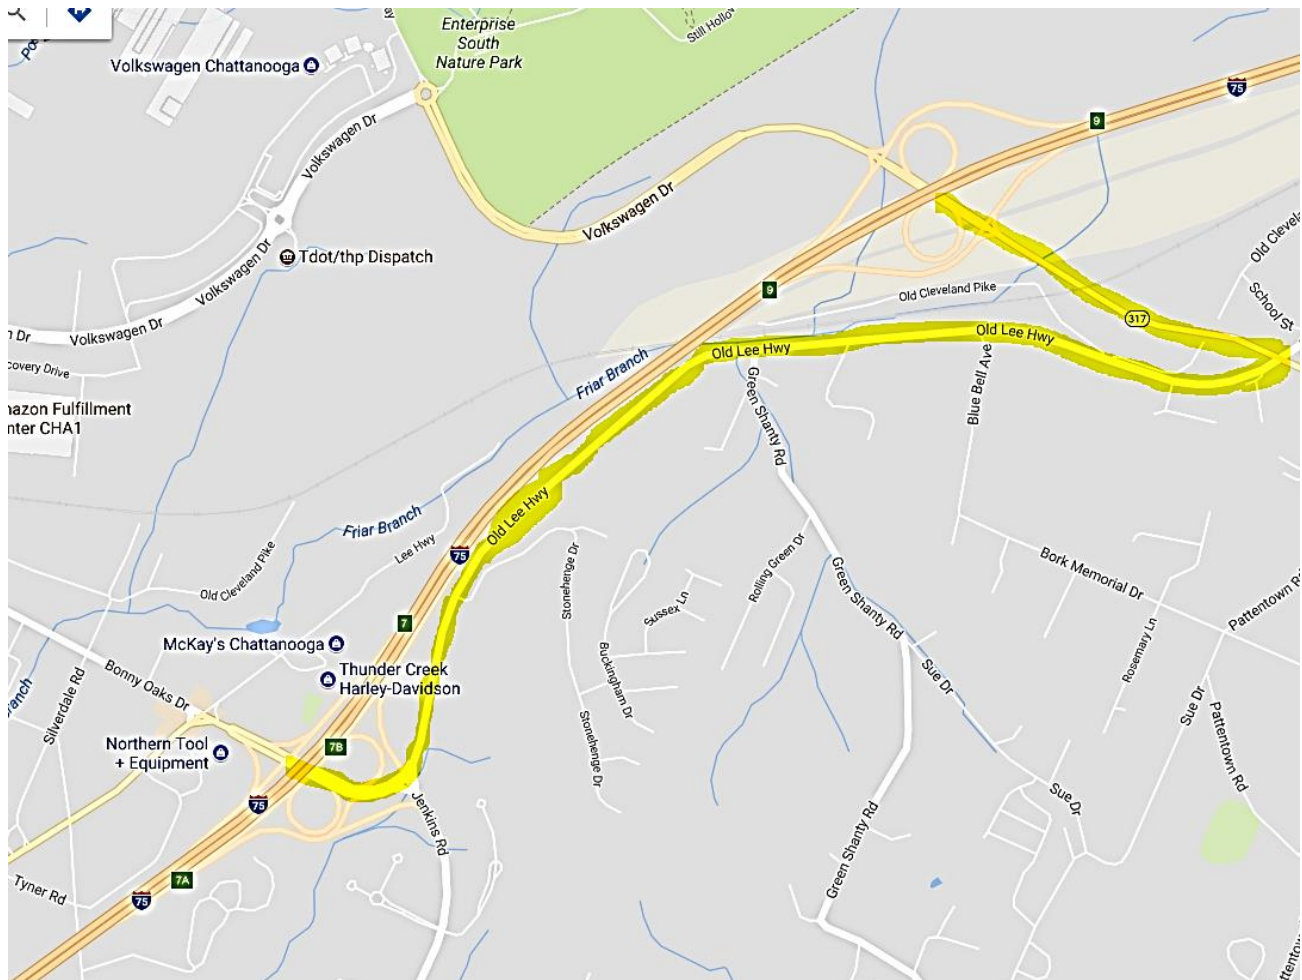 Enterprise
South
Nature Park
Still Hollow
75
Volkswagen Chattanooga
9
Volkswagen Dr
Volkswagen Dr
Old Clevela
Volkswagen Dr
Tdot/thp Dispatch
9
Old Cleveland Pike
School St
317
n Dr
Volkswagen Dr
Old Lee Hwy
Old Lee Hwy
Friar Branch
covery Drive
Green Shanty Rd
Blue Bell Ave
mazon Fulfillment
nter CHA1
Old Lee Hwy
Friar Branch
Lee Hwy
75
Old Cleveland Pike
Stonehenge Dr
Rolling Green Dr
Bork Memorial Dr
Green Shanty Rd
Pattentown Rd
Sussex Ln
7
McKay's Chattanooga
Thunder Creek
Harley-Davidson
Buckingham Dr
Rosemary Ln
Sue Dr
Sue Dr
Bonny Oaks Dr
Silverdale Rd
Branch
Pattentown Rd
Northern Tool
+ Equipment
7B
Stonehenge Dr
75
Jenkins Rd
Sue Dr
Green Shanty Rd
7A
Tyner Rd
75
ttentown